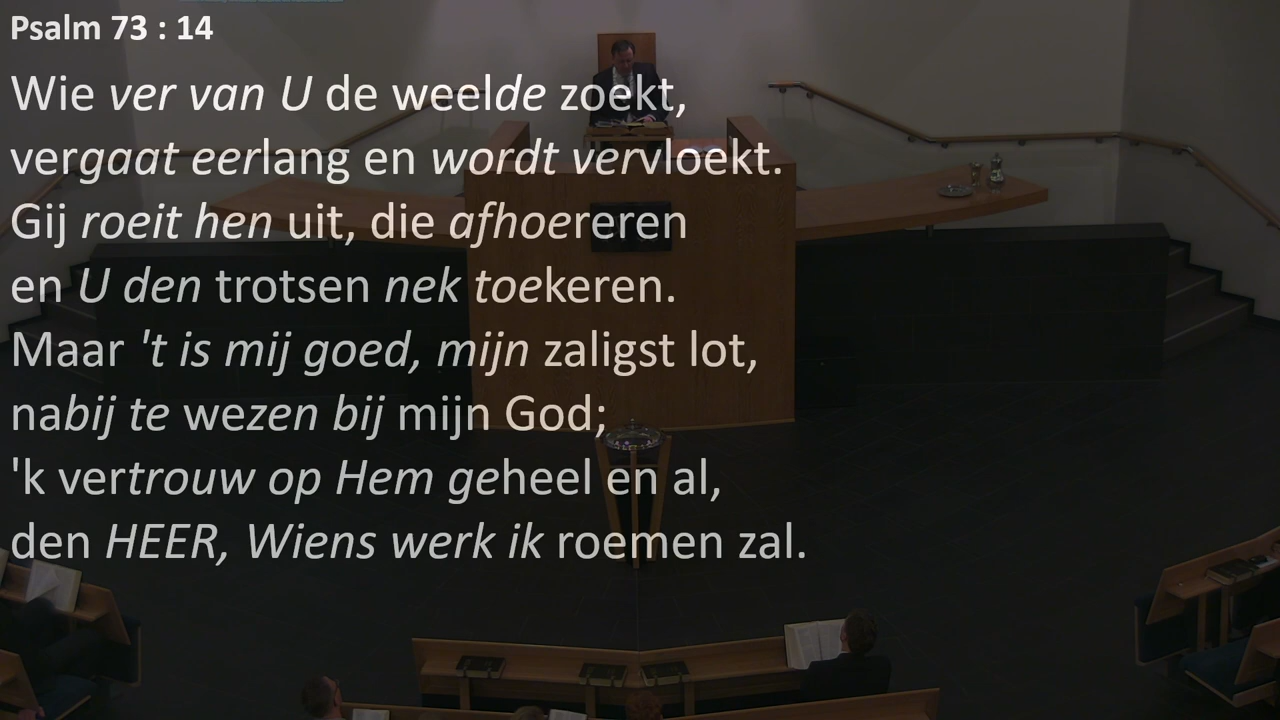 Psalm 73 : 14
Wie ver van U de weelde zoekt,
vergaat eerlang en wordt vervloekt.
Gij roeit hen uit, die afhoereren
en U den trotsen nek toekeren.
Maar 't is mij goed, mijn zaligst lot,
nabij te wezen bij mijn God;
'k vertrouw op Hem geheel en al,
den HEER, Wiens werk ik roemen zal.